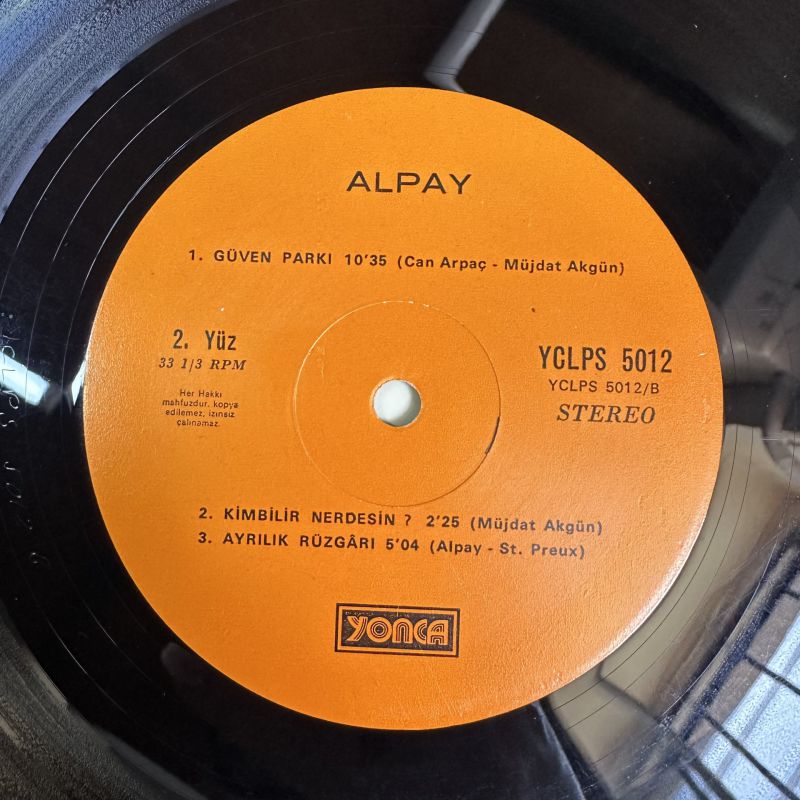 ALPAY
1. GÜVEN PARKI 10'35 (Can Arpaç - Müjdat Akgün)
2. Yüz
33 1/3 RPM
Her Hakkı
mahfuzdur, kopya
edilemez, izinsiz
çalınamaz.
YCLPS 5012
YCLPS 5012/B
STEREO
2. KİMBİLİR NERDESİN ? 2'25 (Müjdat Akgün)
3. AYRILIK RÜZGÂRI 5'04 (Alpay - St. Preux)
YONCA